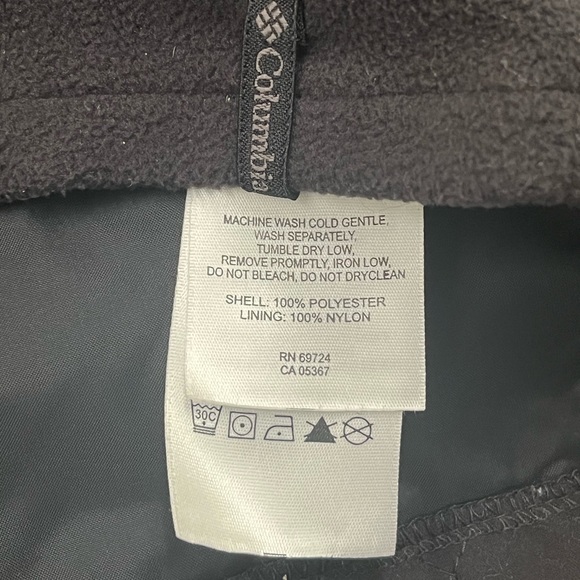 Columbia
MACHINE WASH COLD GENTLE,
WASH SEPARATELY,
TUMBLE DRY LOW,
REMOVE PROMPTLY, IRON LOW,
DO NOT BLEACH, DO NOT DRYCLEAN
SHELL: 100% POLYESTER
LINING: 100% NYLON
RN 69724
CA 05367
30C